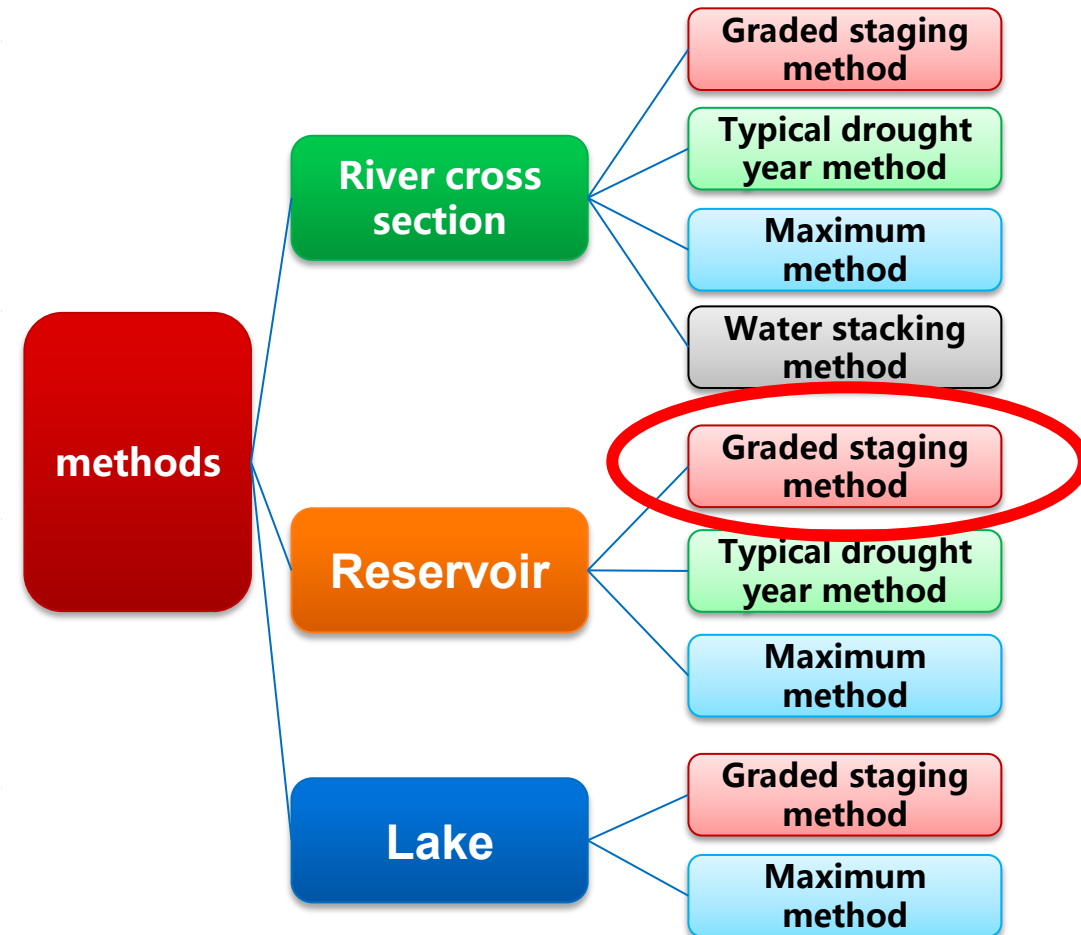 methods
River cross
section
Graded staging
method
Typical drought
year method
Maximum
method
Water stacking
method
Reservoir
Graded staging
method
Typical drought
year method
Maximum
method
Lake
Graded staging
method
Maximum
method